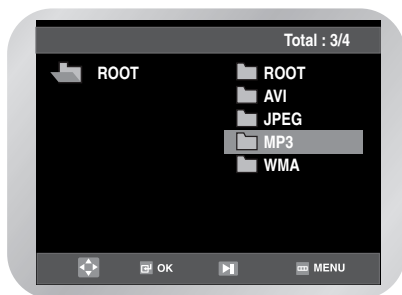 Total : 3/4
ROOT
ROOT
AVI
JPEG
MP3
WMA
OK
MENU